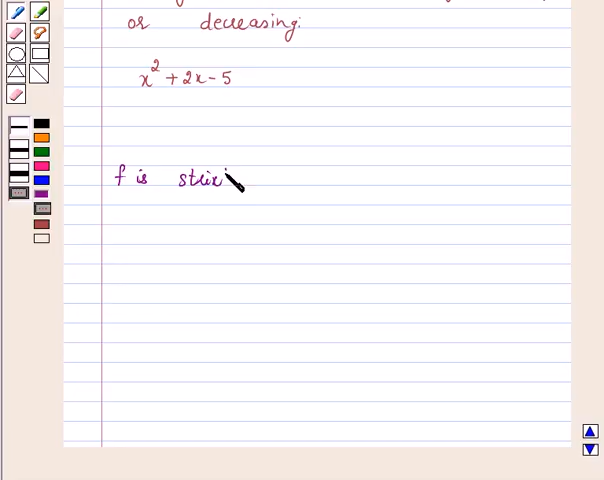 or decreasing:
x² + 2x - 5
f is stri